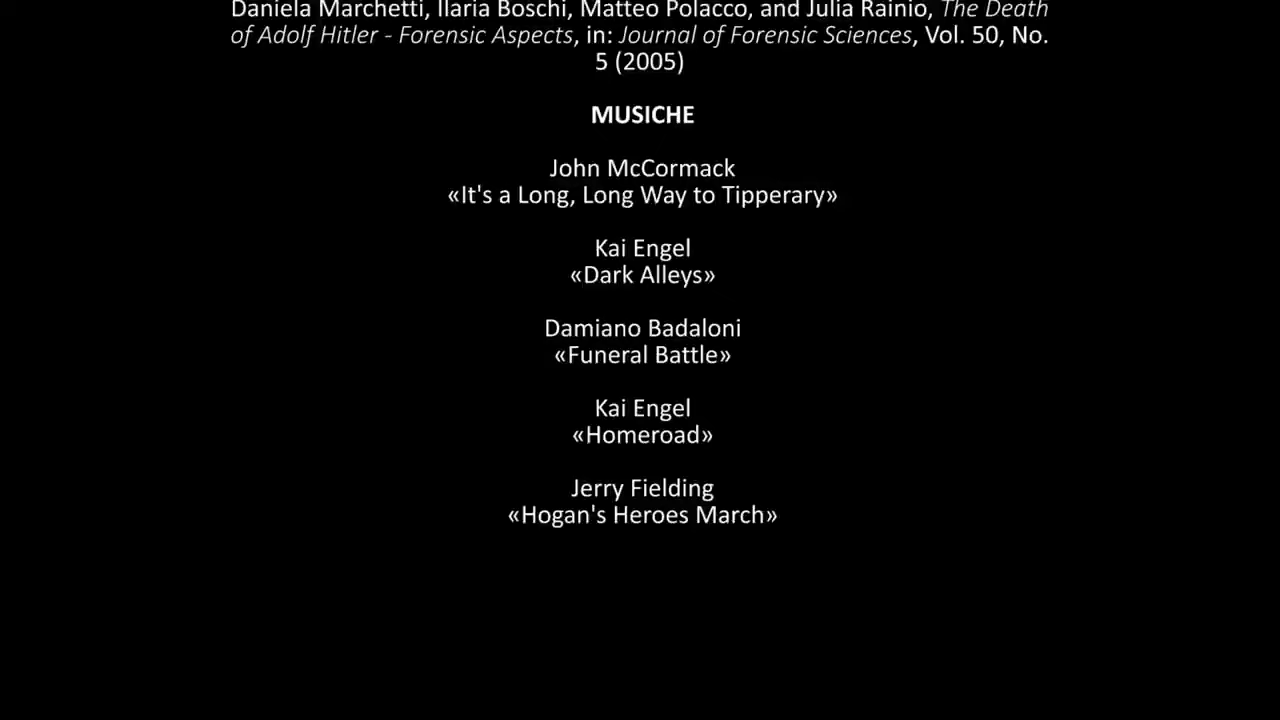 Daniela Marchetti, Ilaria Boschi, Matteo Polacco, and Julia Rainio, The Death
of Adolf Hitler - Forensic Aspects, in: Journal of Forensic Sciences, Vol. 50, No.
5 (2005)
MUSICHE
John McCormack
«It's a Long, Long Way to Tipperary»
Kai Engel
«Dark Alleys»
Damiano Badaloni
«Funeral Battle»
Kai Engel
«Homeroad»
Jerry Fielding
«Hogan's Heroes March»